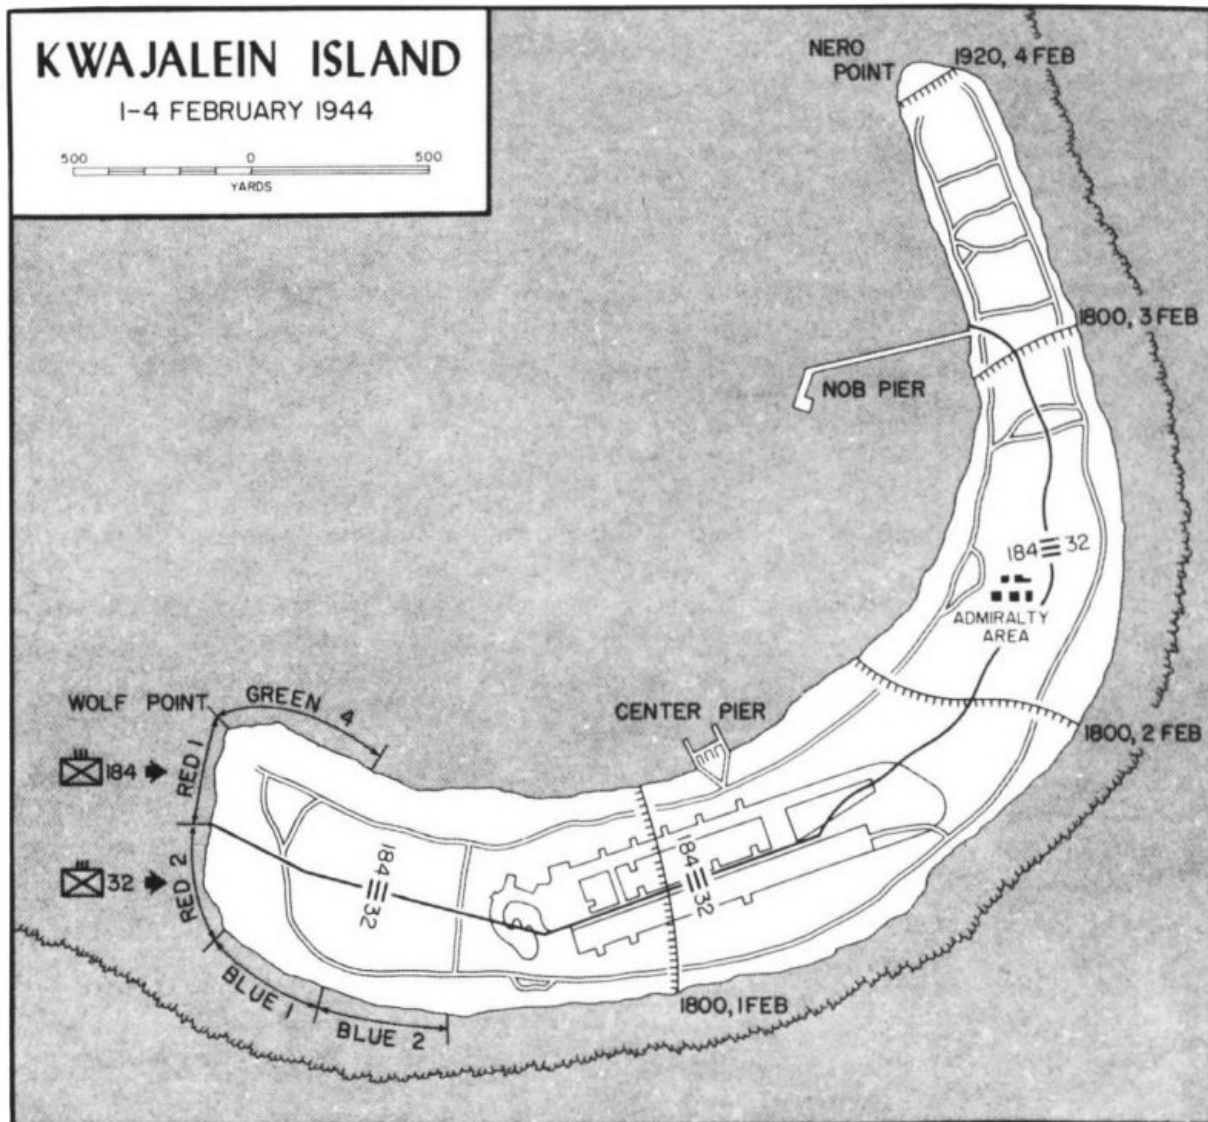 KWAJALEIN ISLAND
1-4 FEBRUARY 1944
500 0 500
YARDS
NERO
POINT
1920, 4 FEB
1800, 3 FEB
NOB PIER
184 32
ADMIRALTY
AREA
WOLF POINT
GREEN 4
CENTER PIER
1800, 2 FEB
184
RED 1
32
RED 2
184 32
184 32
BLUE 1
BLUE 2
1800, 1 FEB